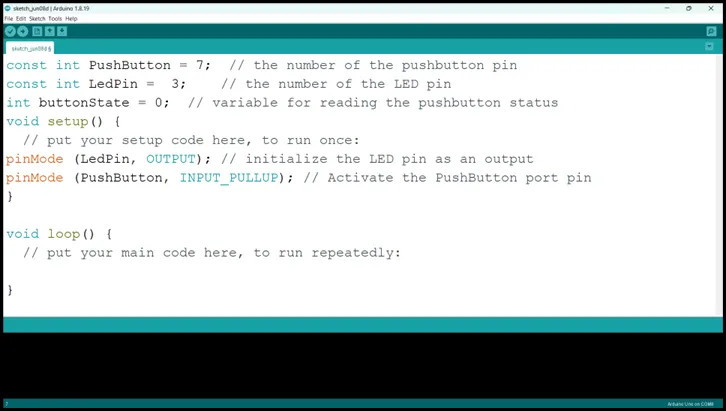 sketch_jun08d | Arduino 1.8.19
File Edit Sketch Tools Help
sketch_jun08d §
const int PushButton = 7;  // the number of the pushbutton pin
const int LedPin =  3;    // the number of the LED pin
int buttonState = 0;  // variable for reading the pushbutton status
void setup() {
  // put your setup code here, to run once:
pinMode (LedPin, OUTPUT); // initialize the LED pin as an output
pinMode (PushButton, INPUT_PULLUP); // Activate the PushButton port pin
}
void loop() {
  // put your main code here, to run repeatedly:
}
7